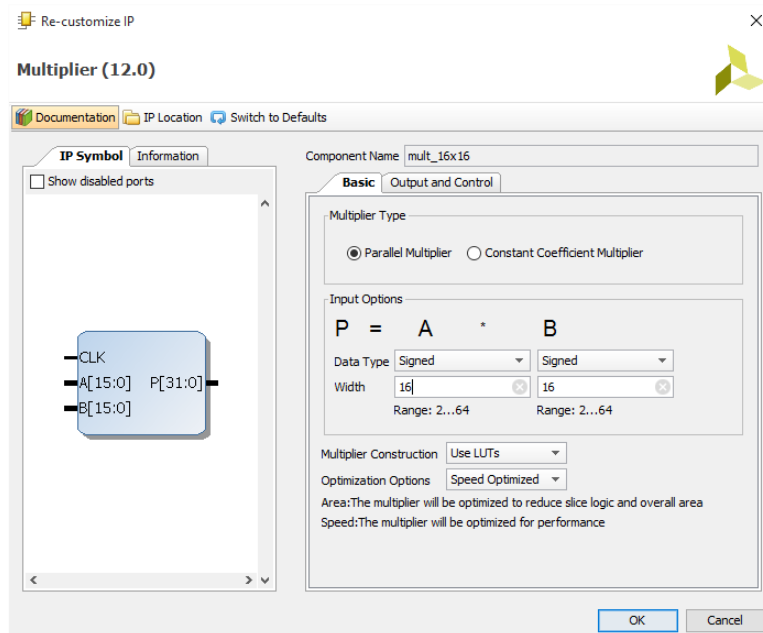 Re-customize IP
Multiplier (12.0)
Documentation IP Location Switch to Defaults
IP Symbol Information
Show disabled ports
CLK
A[15:0] P[31:0]
B[15:0]
Component Name mult_16x16
Basic Output and Control
Multiplier Type
Parallel Multiplier Constant Coefficient Multiplier
Input Options
P = A * B
Data Type Signed Signed
Width 16 16
Range: 2...64 Range: 2...64
Multiplier Construction Use LUTs
Optimization Options Speed Optimized
Area:The multiplier will be optimized to reduce slice logic and overall area
Speed:The multiplier will be optimized for performance
OK Cancel